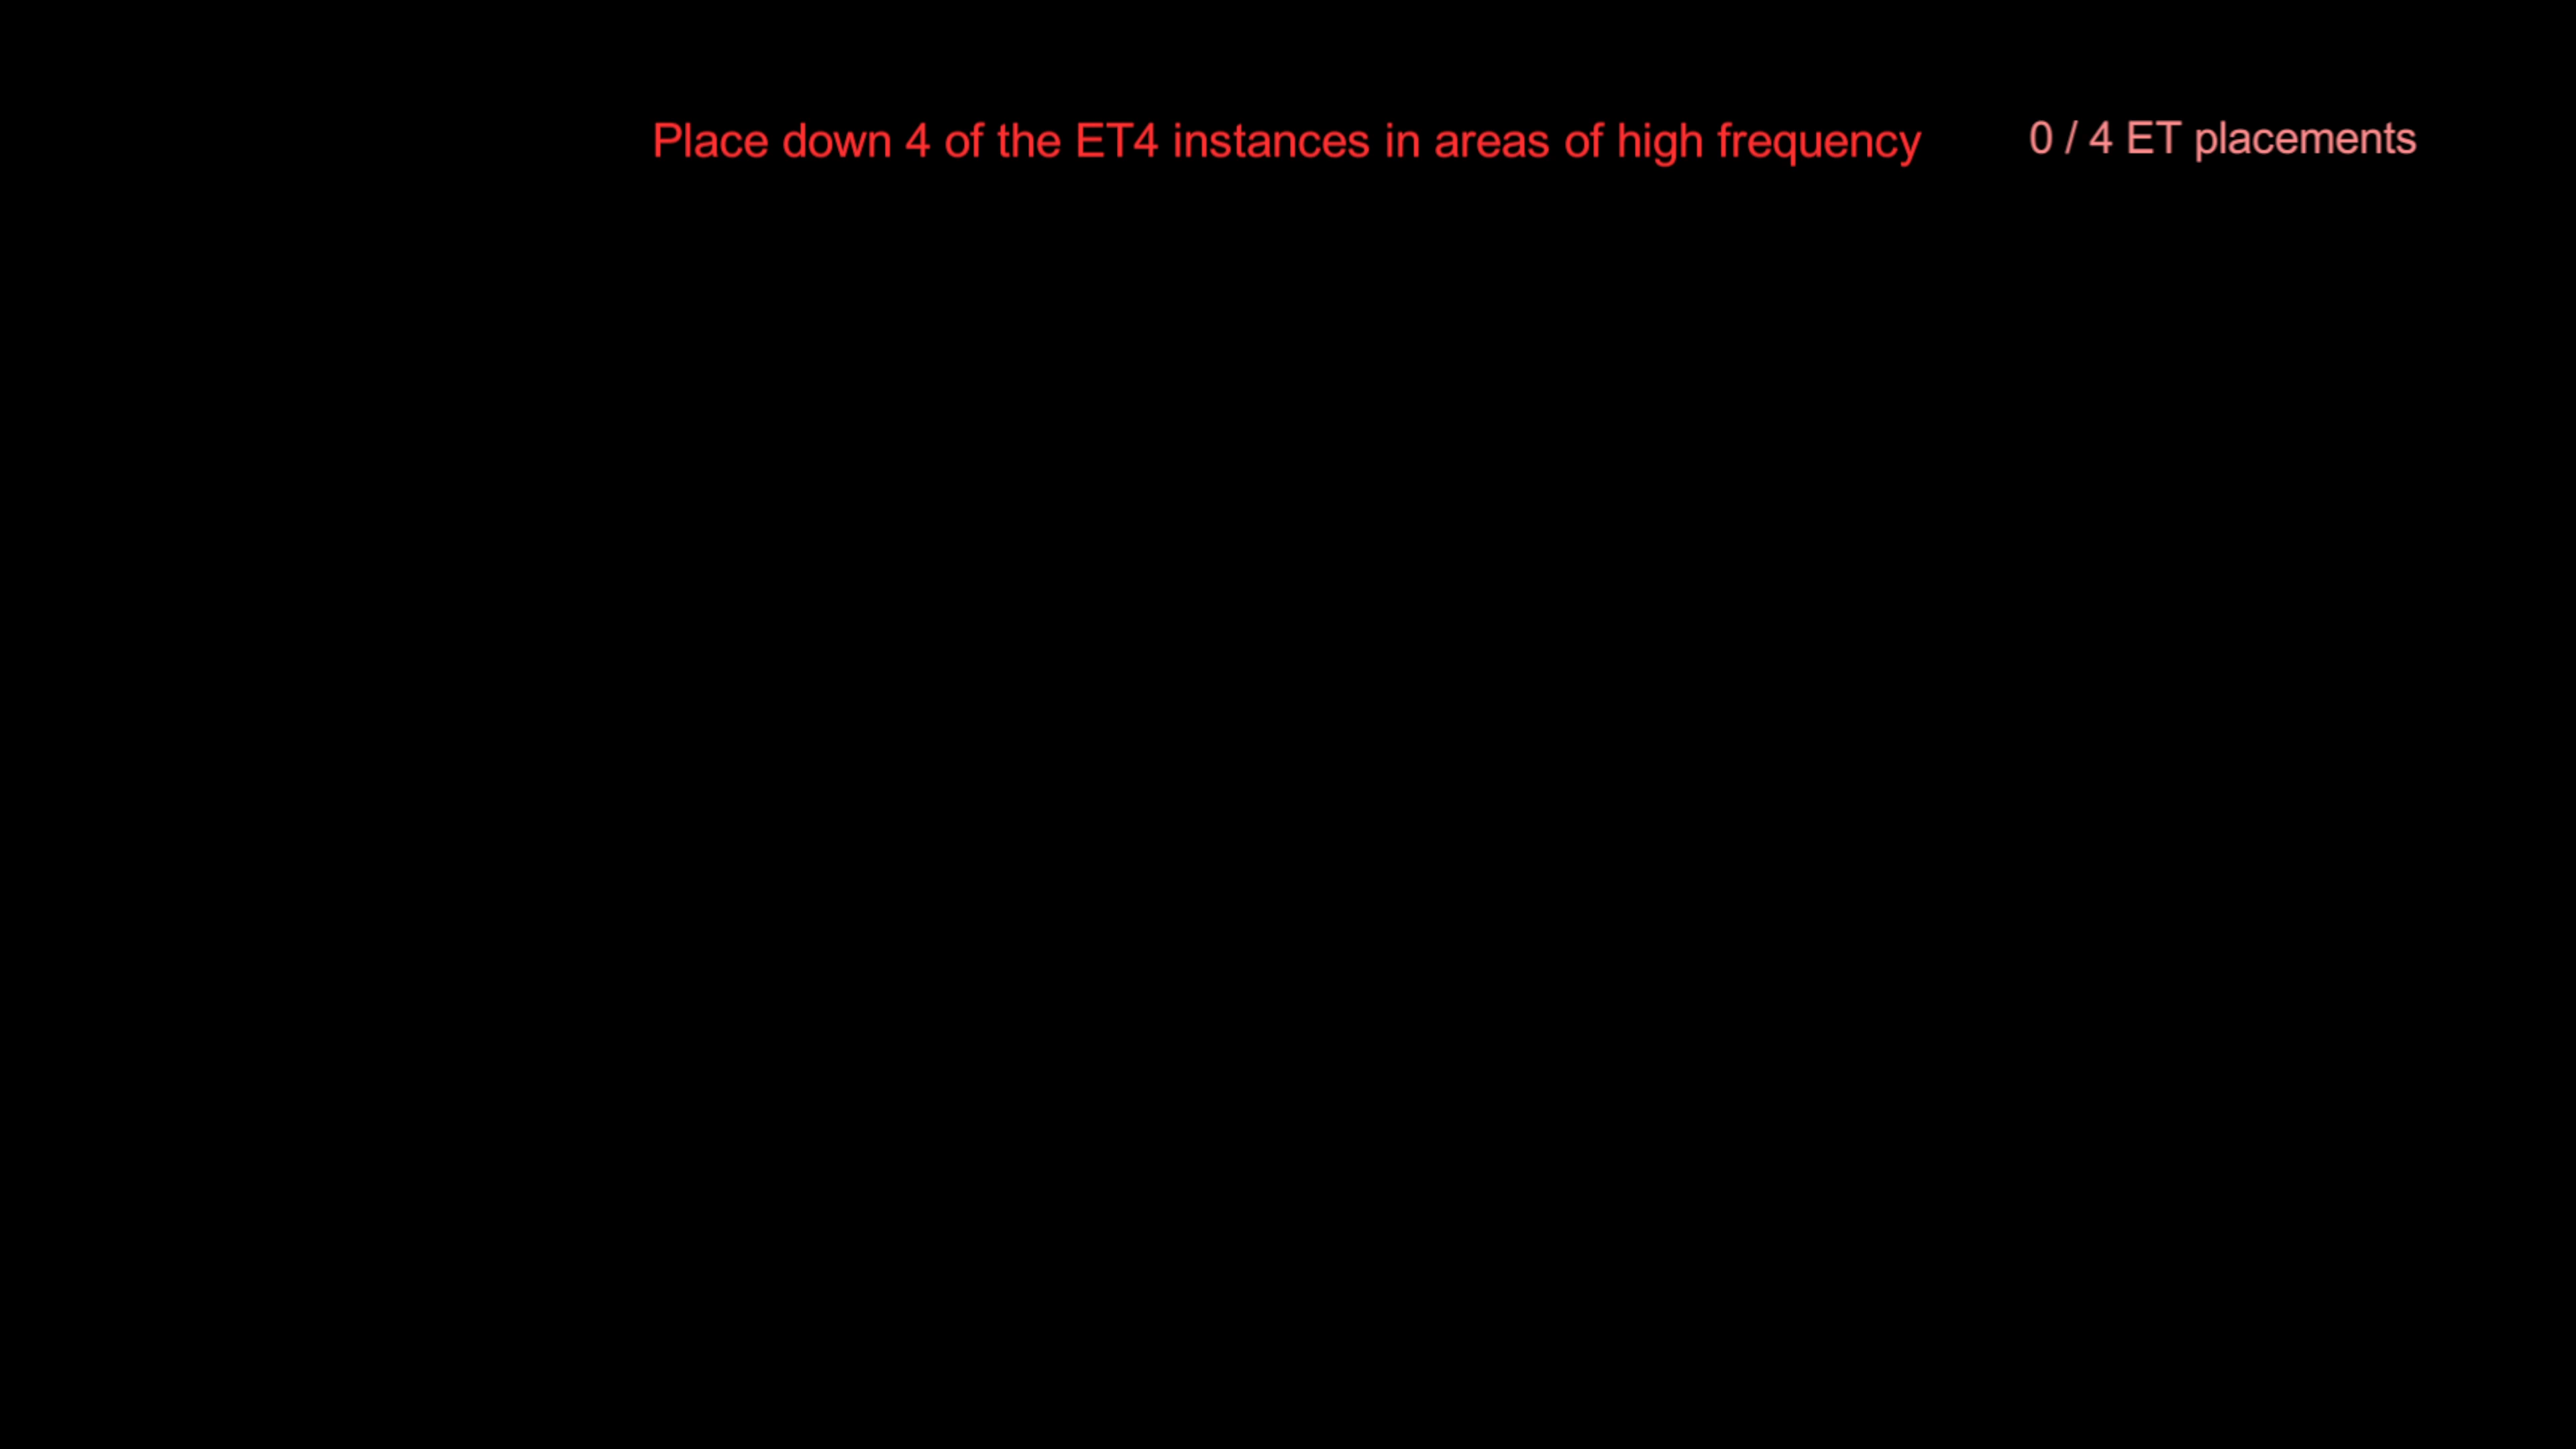 Place down 4 of the ET4 instances in areas of high frequency
0 / 4 ET placements